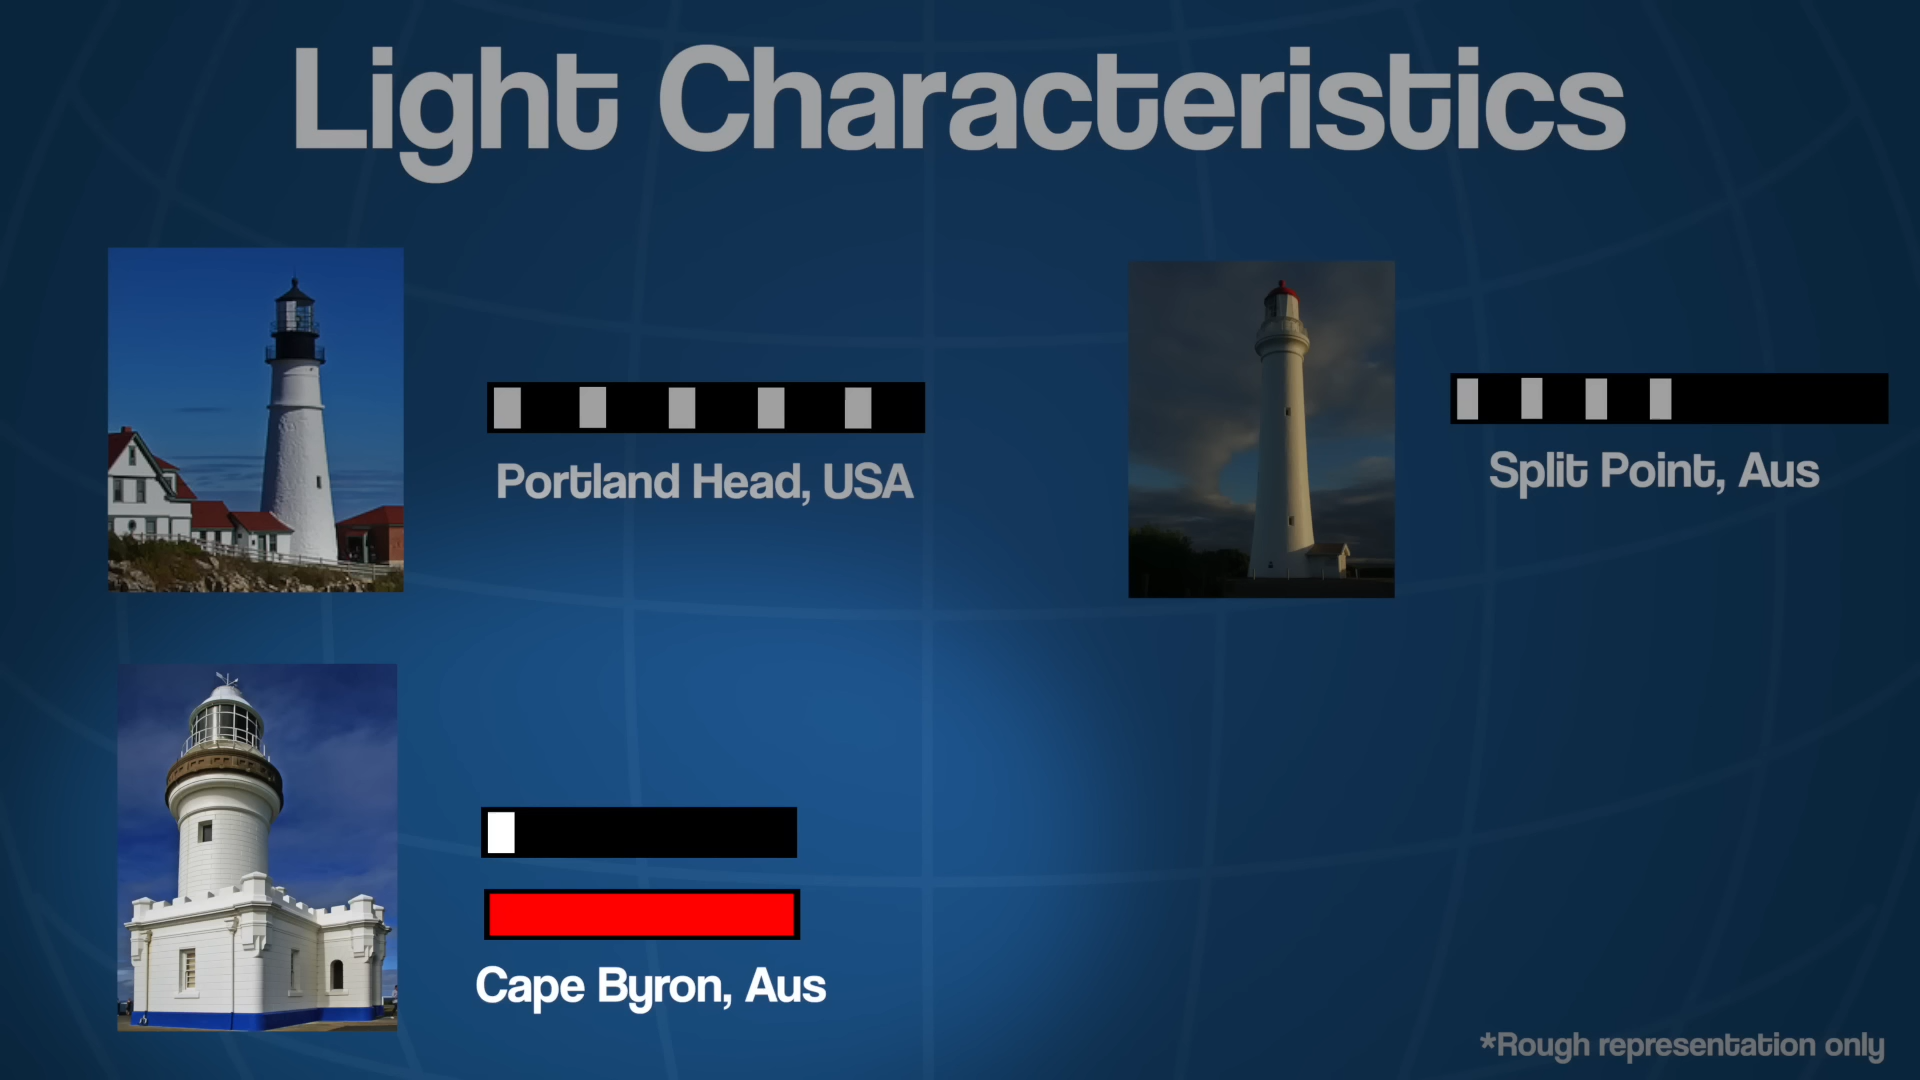 Light Characteristics
Portland Head, USA
Split Point, Aus
Cape Byron, Aus
*Rough representation only